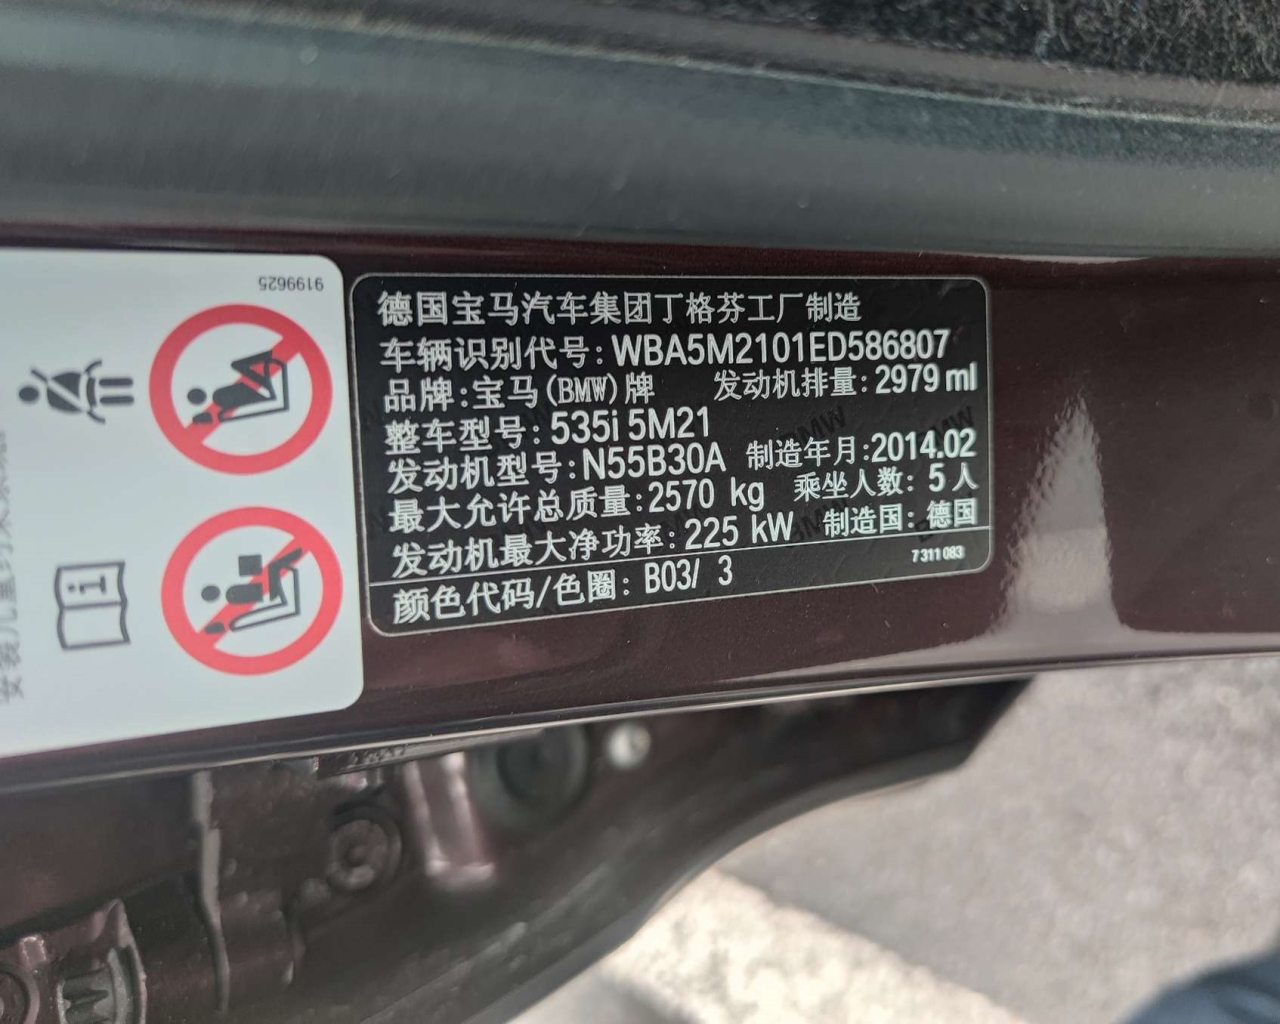 9199625
德国宝马汽车集团丁格芬工厂制造
车辆识别代号: WBA5M2101ED586807
品牌:宝马(BMW)牌 发动机排量: 2979 ml
整车型号: 535i 5M21
发动机型号: N55B30A 制造年月:2014.02
最大允许总质量: 2570 kg 乘坐人数: 5 人
发动机最大净功率: 225 kW 制造国: 德国
颜色代码/色圈: B03/ 3 7 311 083